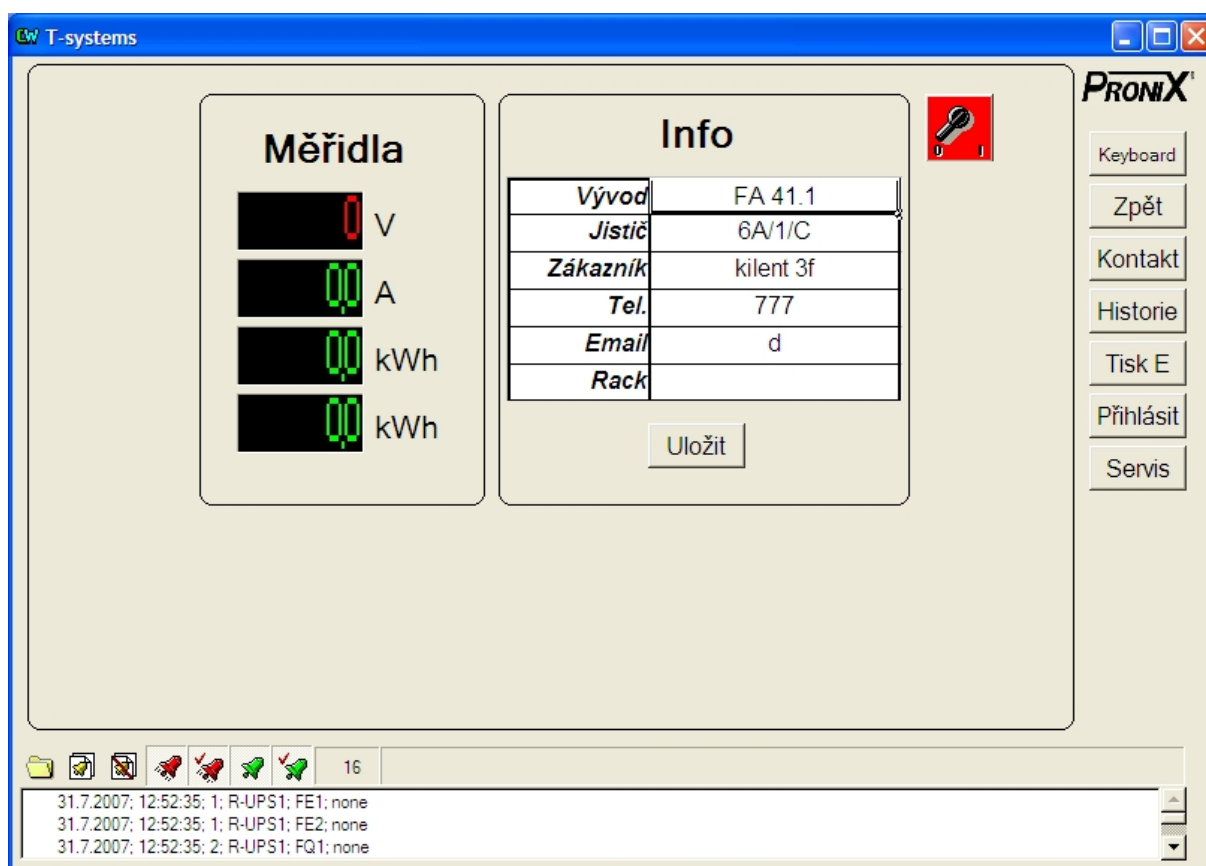 T-systems
PRONIX
Měřidla
0 V
0,0 A
0,0 kWh
0,0 kWh
Info
Vývod FA 41.1
Jistič 6A/1/C
Zákazník kilent 3f
Tel. 777
Email d
Rack
Uložit
0 I
Keyboard
Zpět
Kontakt
Historie
Tisk E
Přihlásit
Servis
16
31.7.2007; 12:52:35; 1; R-UPS1; FE1; none
31.7.2007; 12:52:35; 1; R-UPS1; FE2; none
31.7.2007; 12:52:35; 2; R-UPS1; FQ1; none